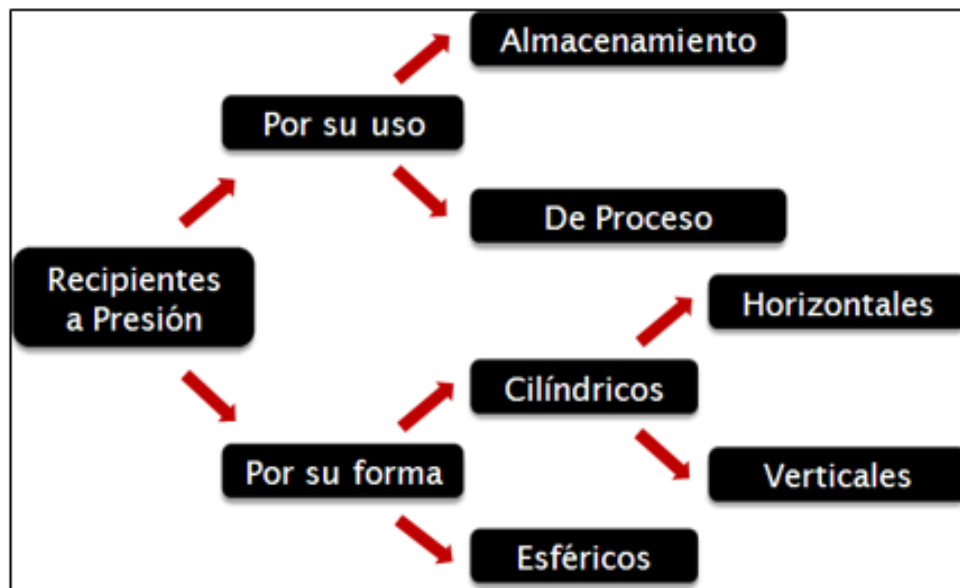 Almacenamiento
Por su uso
De Proceso
Recipientes
a Presión
Horizontales
Cilíndricos
Por su forma
Verticales
Esféricos